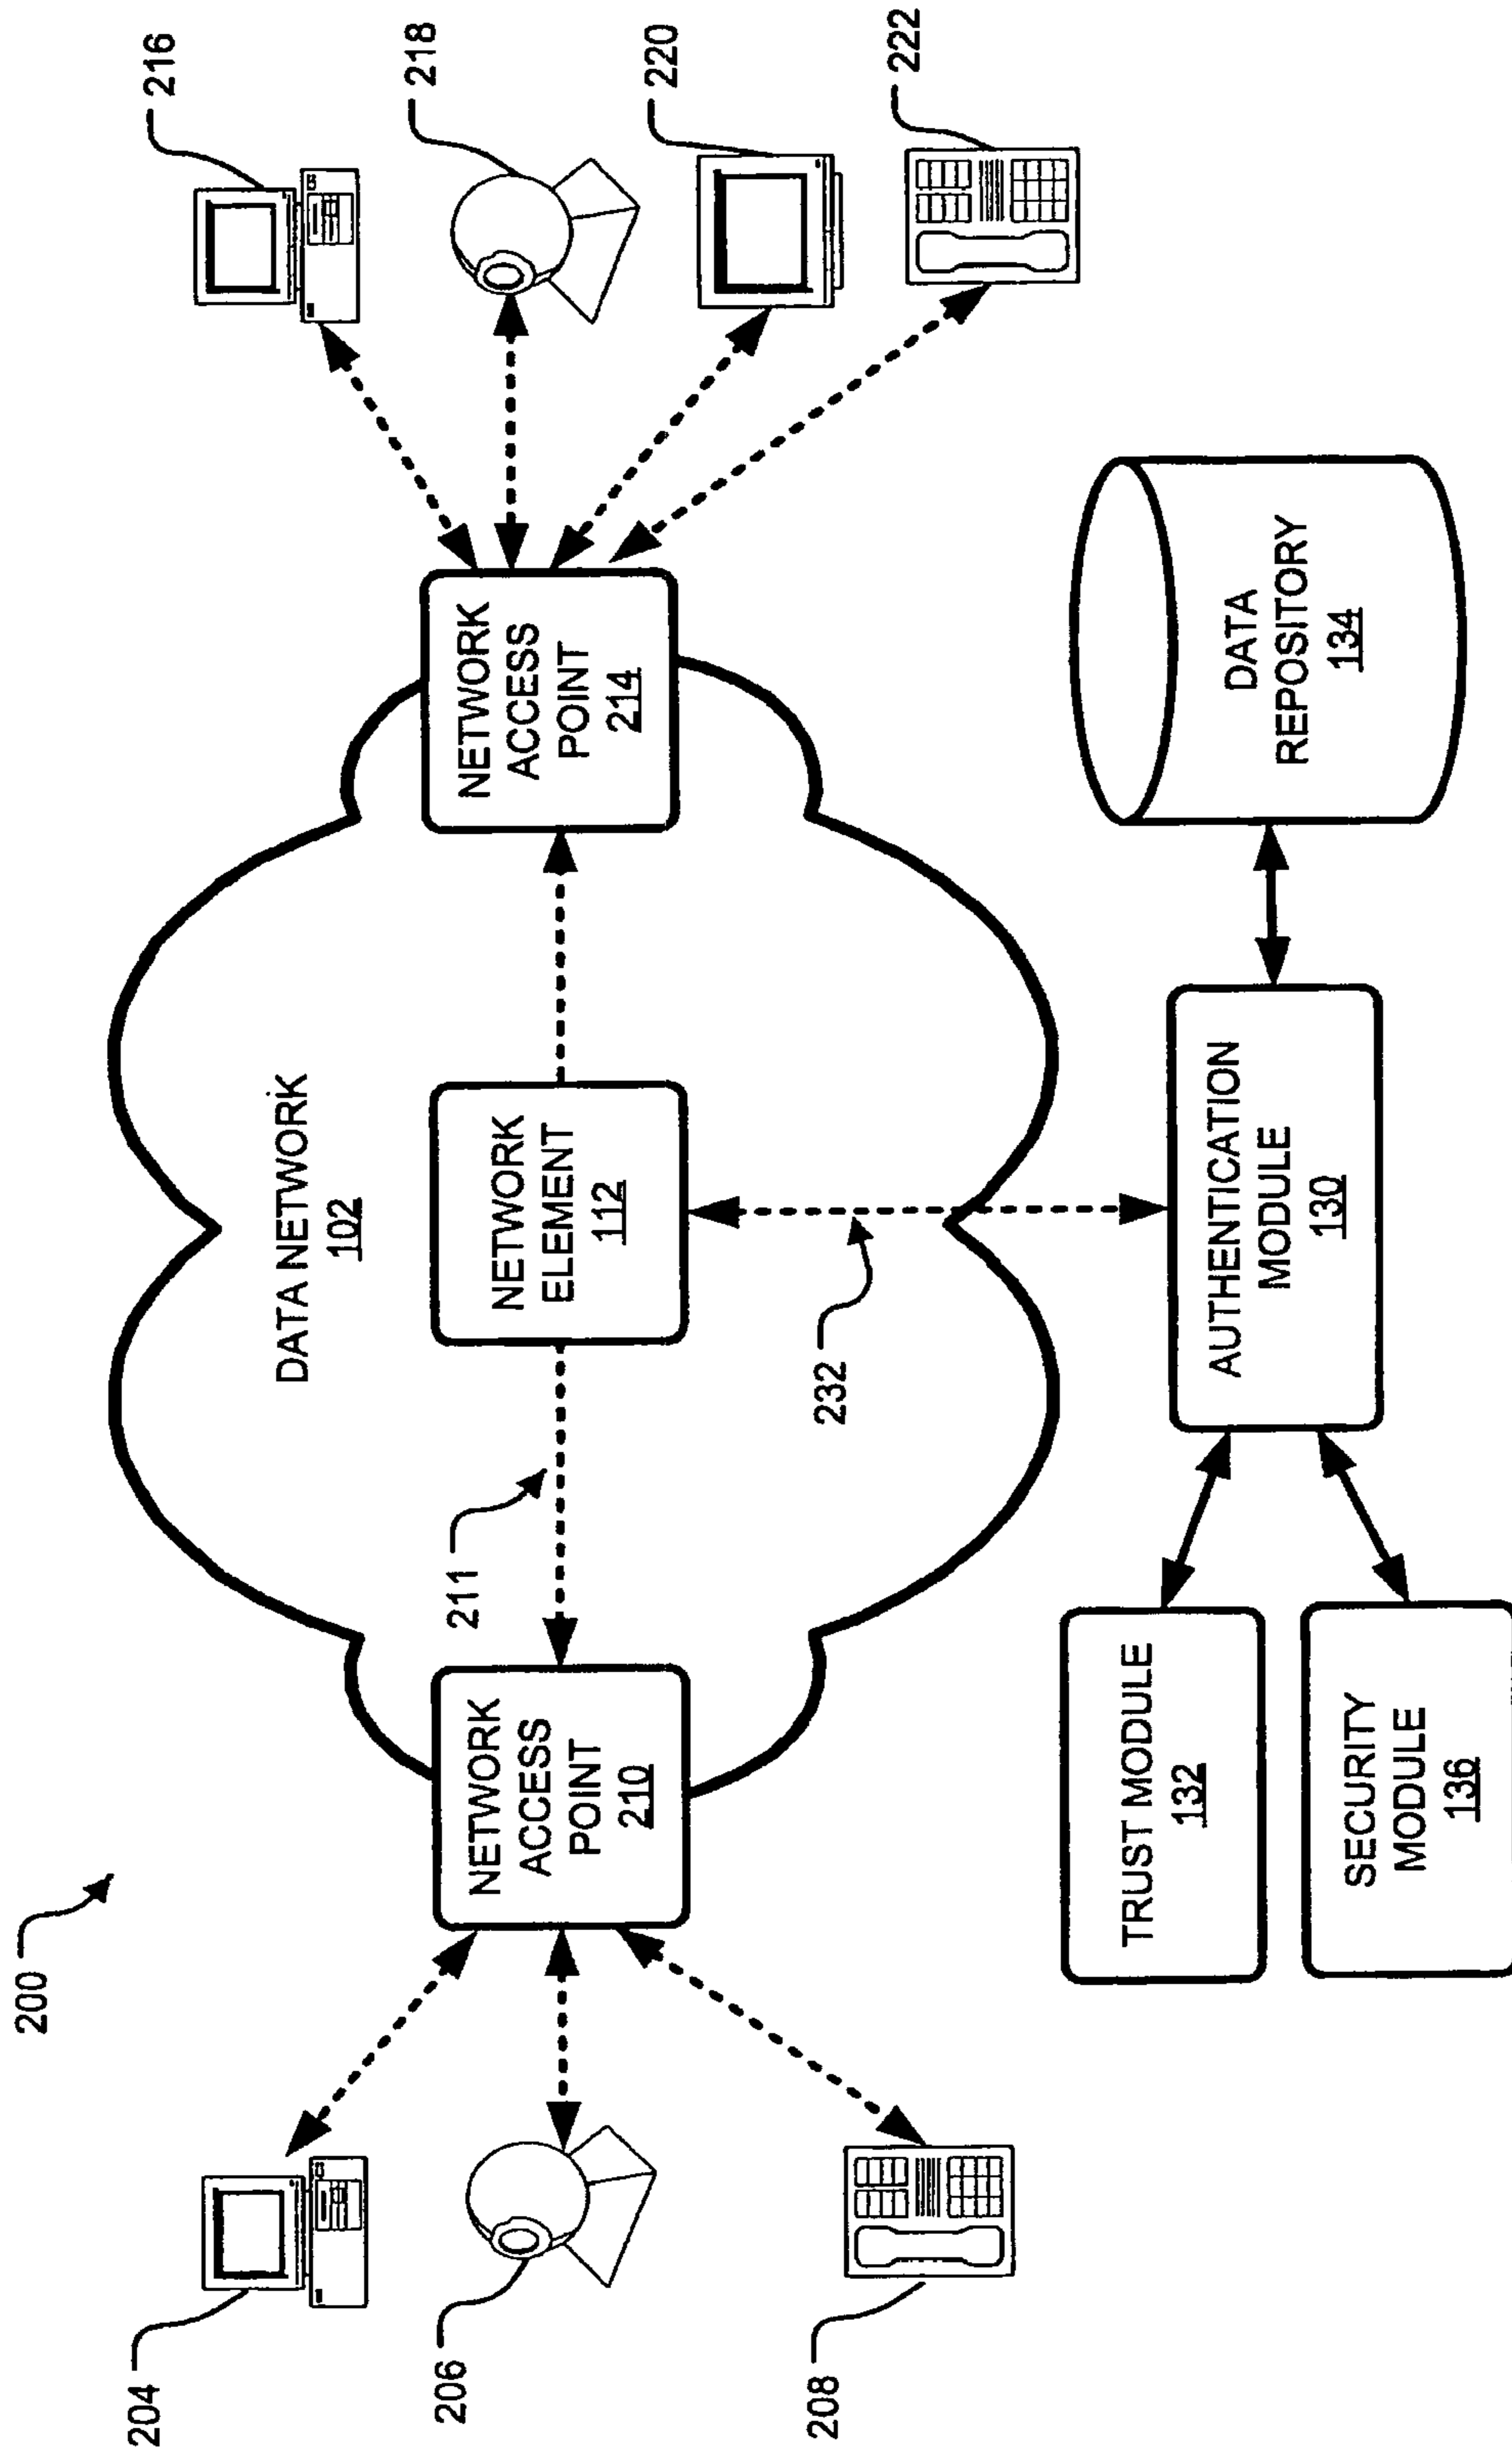 200
204
206
208
NETWORK
ACCESS
POINT
210
211
DATA NETWORK
102
NETWORK
ELEMENT
112
232
NETWORK
ACCESS
POINT
214
216
218
220
222
TRUST MODULE
132
SECURITY
MODULE
136
AUTHENTICATION
MODULE
130
DATA
REPOSITORY
134